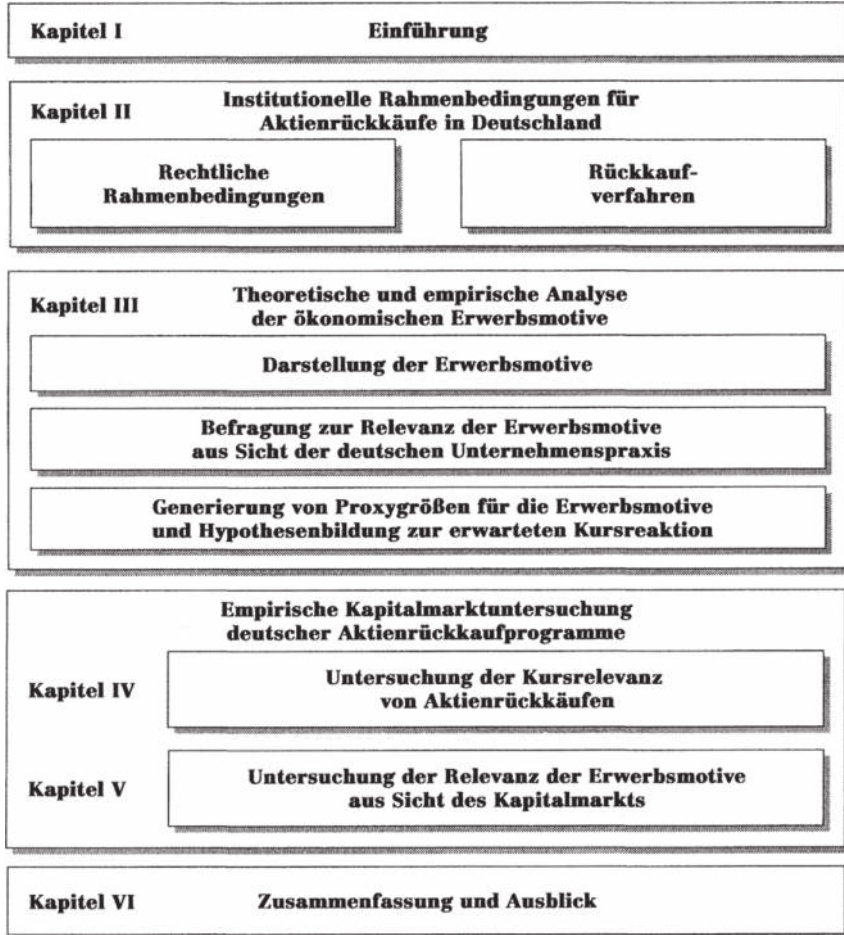 Kapitel I Einführung
Kapitel II Institutionelle Rahmenbedingungen für
Aktienrückkäufe in Deutschland
Rechtliche
Rahmenbedingungen
Rückkauf-
verfahren
Kapitel III Theoretische und empirische Analyse
der ökonomischen Erwerbsmotive
Darstellung der Erwerbsmotive
Befragung zur Relevanz der Erwerbsmotive
aus Sicht der deutschen Unternehmenspraxis
Generierung von Proxygrößen für die Erwerbsmotive
und Hypothesenbildung zur erwarteten Kursreaktion
Empirische Kapitalmarktuntersuchung
deutscher Aktienrückkaufprogramme
Kapitel IV Untersuchung der Kursrelevanz
von Aktienrückkäufen
Kapitel V Untersuchung der Relevanz der Erwerbsmotive
aus Sicht des Kapitalmarkts
Kapitel VI Zusammenfassung und Ausblick